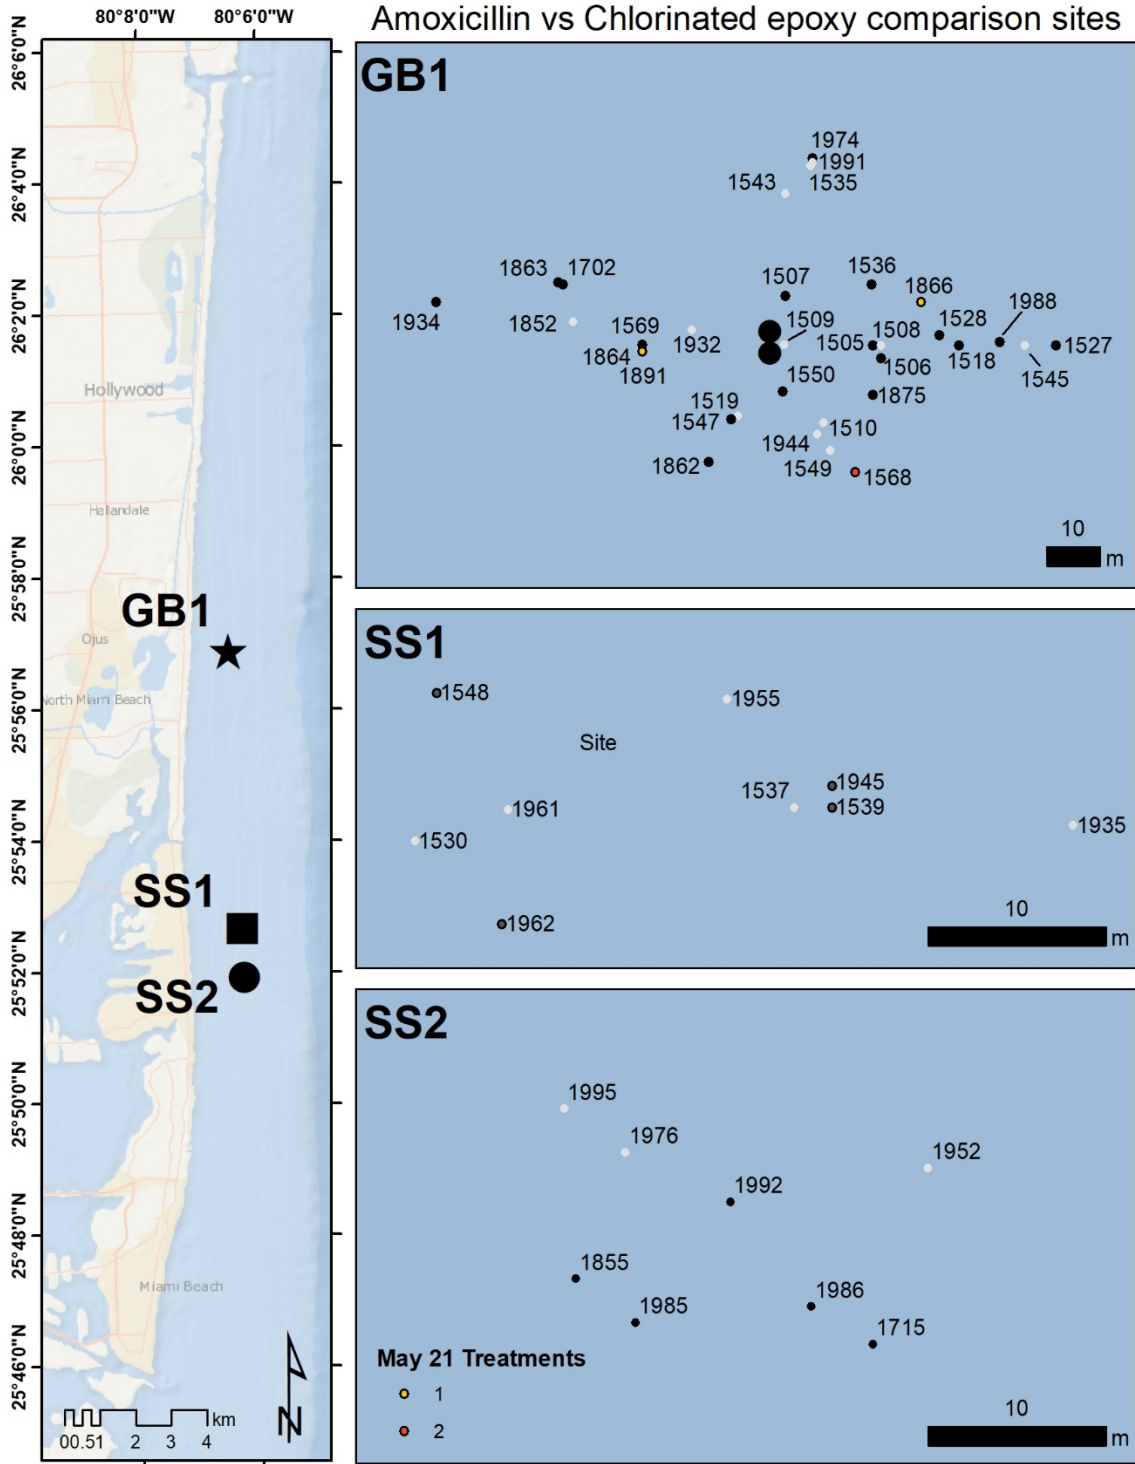 Amoxicillin vs Chlorinated epoxy comparison sites
80°8'0"W 80°6'0"W
26°6'0"N
26°4'0"N
26°2'0"N
26°0'0"N
25°58'0"N
25°56'0"N
25°54'0"N
25°52'0"N
25°50'0"N
25°48'0"N
25°46'0"N
Hollywood
Hallandale
GB1
Ojus
North Miami Beach
SS1
SS2
Miami Beach
00.51 2 3 4 km
N
GB1
1974
1991
1535
1543
1863 1702
1934
1852
1507
1536
1866
1988
1528
1569
1864
1891
1932
1509
1505
1508
1506
1518
1545
1527
1550
1875
1519
1547
1510
1944
1549
1862
1568
10
m
SS1
1548
1955
Site
1945
1537
1539
1961
1935
1530
1962
10
m
SS2
1995
1976
1952
1992
1855
1985
1986
1715
May 21 Treatments
1
2
10
m